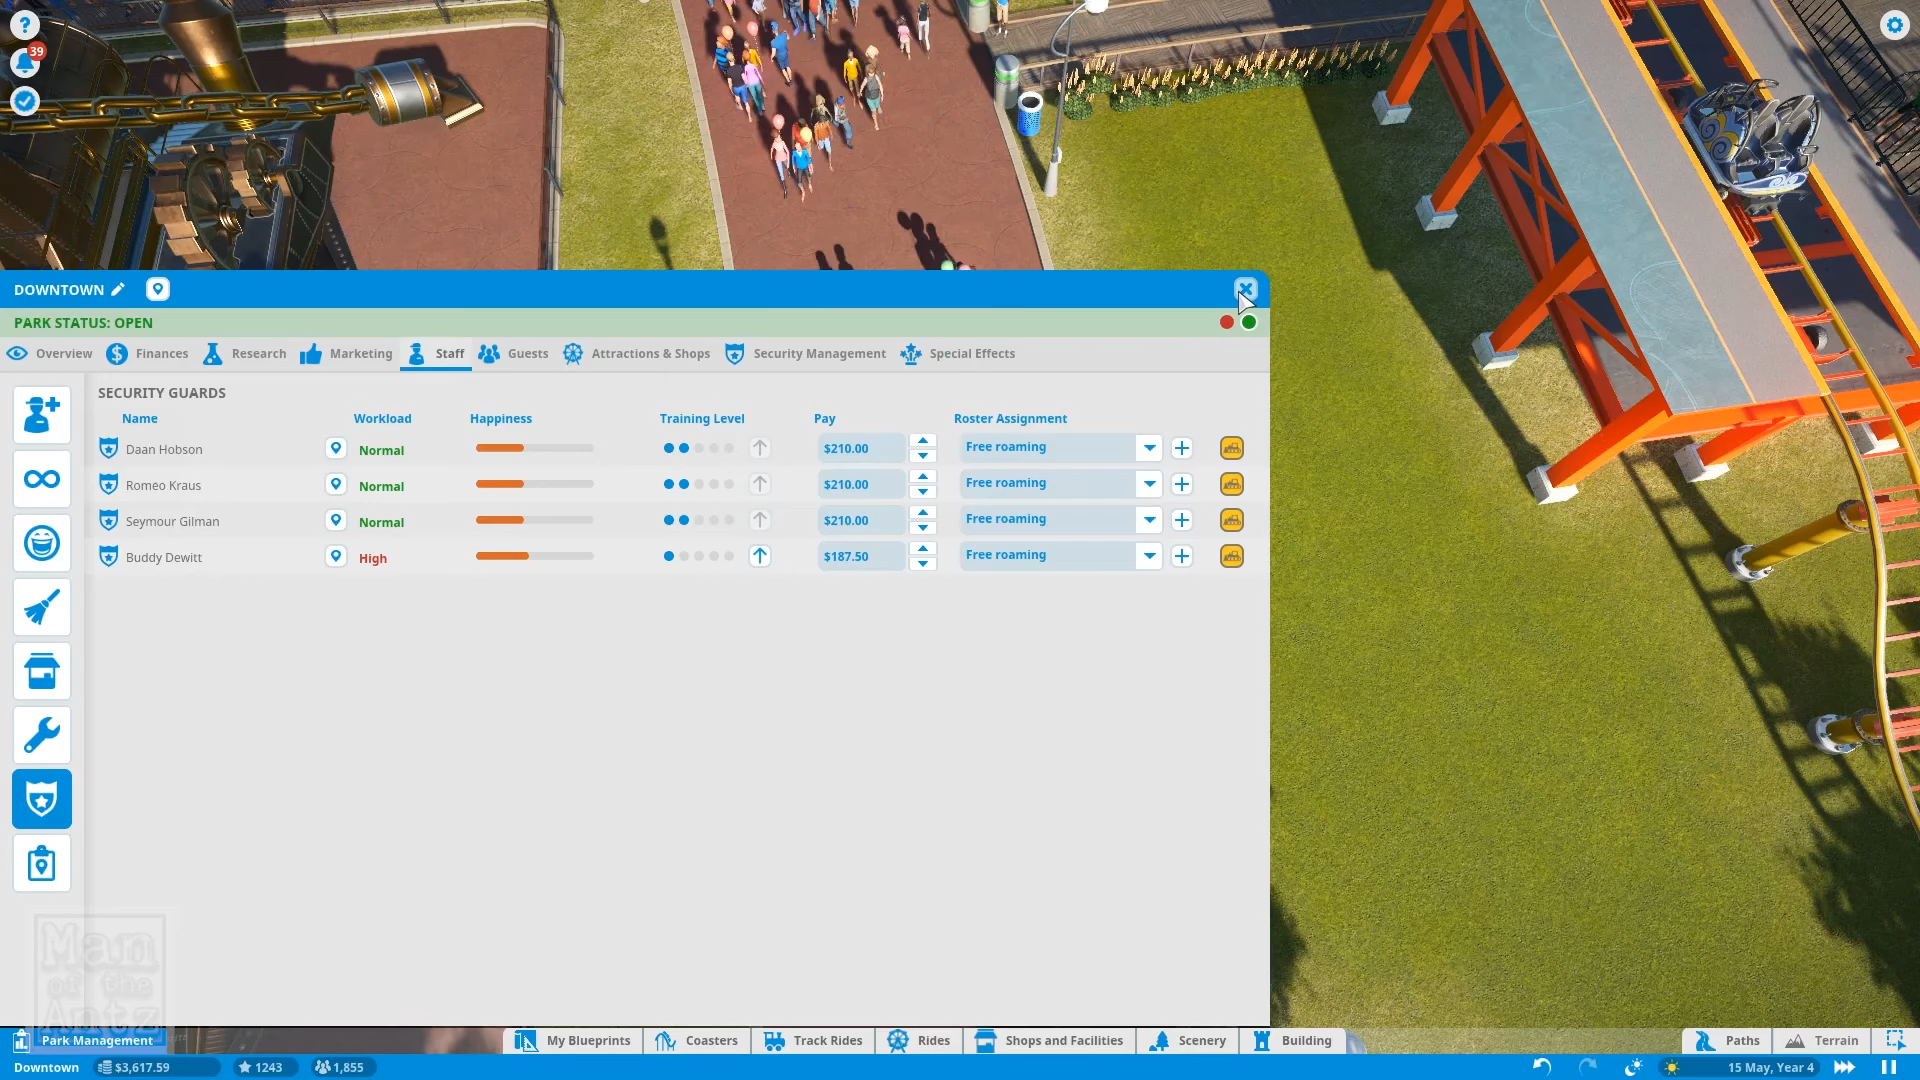 ?
39
DOWNTOWN
PARK STATUS: OPEN
Overview Finances Research Marketing Staff Guests Attractions & Shops Security Management Special Effects
SECURITY GUARDS
Name Workload Happiness Training Level Pay Roster Assignment
Daan Hobson Normal $210.00 Free roaming
Romeo Kraus Normal $210.00 Free roaming
Seymour Gilman Normal $210.00 Free roaming
Buddy Dewitt High $187.50 Free roaming
Man
of the
Antz
Park Management My Blueprints Coasters Track Rides Rides Shops and Facilities Scenery Building Paths Terrain
Downtown $3,617.59 1243 1,855 15 May, Year 4